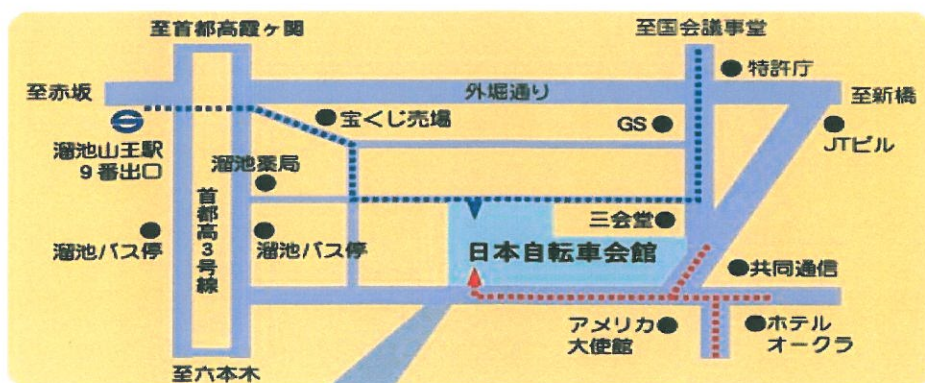 至首都高霞ヶ関
至国会議事堂
特許庁
至赤坂
外堀通り
至新橋
宝くじ売場
GS
JTビル
溜池山王駅
9番出口
溜池薬局
首都高3号線
三会堂
溜池バス停
溜池バス停
日本自転車会館
共同通信
アメリカ
大使館
ホテル
オークラ
至六本木